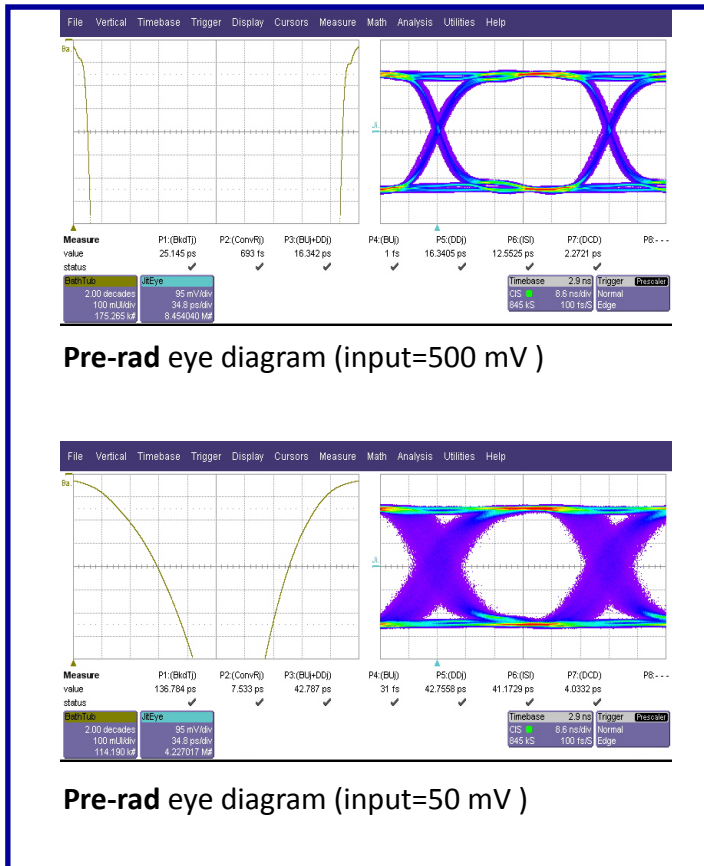 File Vertical Timebase Trigger Display Cursors Measure Math Analysis Utilities Help
Ba.
Measure P1:(BkdTj) P2:(ConvRj) P3:(BUj+DDj) P4:(BUj) P5:(DDj) P6:(ISI) P7:(DCD) P8:- - -
value 25.145 ps 693 fs 16.342 ps 1 fs 16.3405 ps 12.5525 ps 2.2721 ps
status
BathTub JitEye Timebase 2.9 ns Trigger Prescaler
2.00 decades 95 mV/div CIS 8.6 ns/div Normal
100 mUI/div 34.8 ps/div 845 kS 100 fs/S Edge
175.265 k# 8.454040 M#
Pre-rad eye diagram (input=500 mV )
File Vertical Timebase Trigger Display Cursors Measure Math Analysis Utilities Help
Ba.
Measure P1:(BkdTj) P2:(ConvRj) P3:(BUj+DDj) P4:(BUj) P5:(DDj) P6:(ISI) P7:(DCD) P8:- - -
value 136.784 ps 7.533 ps 42.787 ps 31 fs 42.7558 ps 41.1729 ps 4.0332 ps
status
BathTub JitEye Timebase 2.9 ns Trigger Prescaler
2.00 decades 95 mV/div CIS 8.6 ns/div Normal
100 mUI/div 34.8 ps/div 845 kS 100 fs/S Edge
114.190 k# 4.227017 M#
Pre-rad eye diagram (input=50 mV )